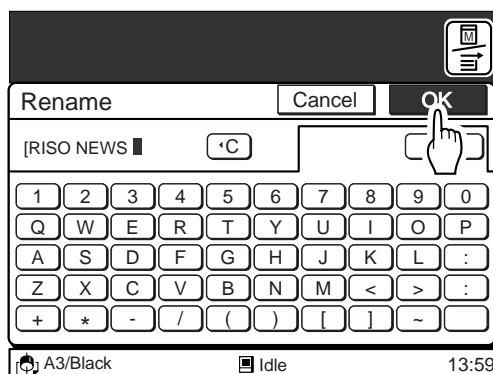 M
Rename Cancel OK
[RISO NEWS C
1 2 3 4 5 6 7 8 9 0
Q W E R T Y U I O P
A S D F G H J K L :
Z X C V B N M < > :
+ * - / ( ) [ ] ~
A3/Black Idle 13:59